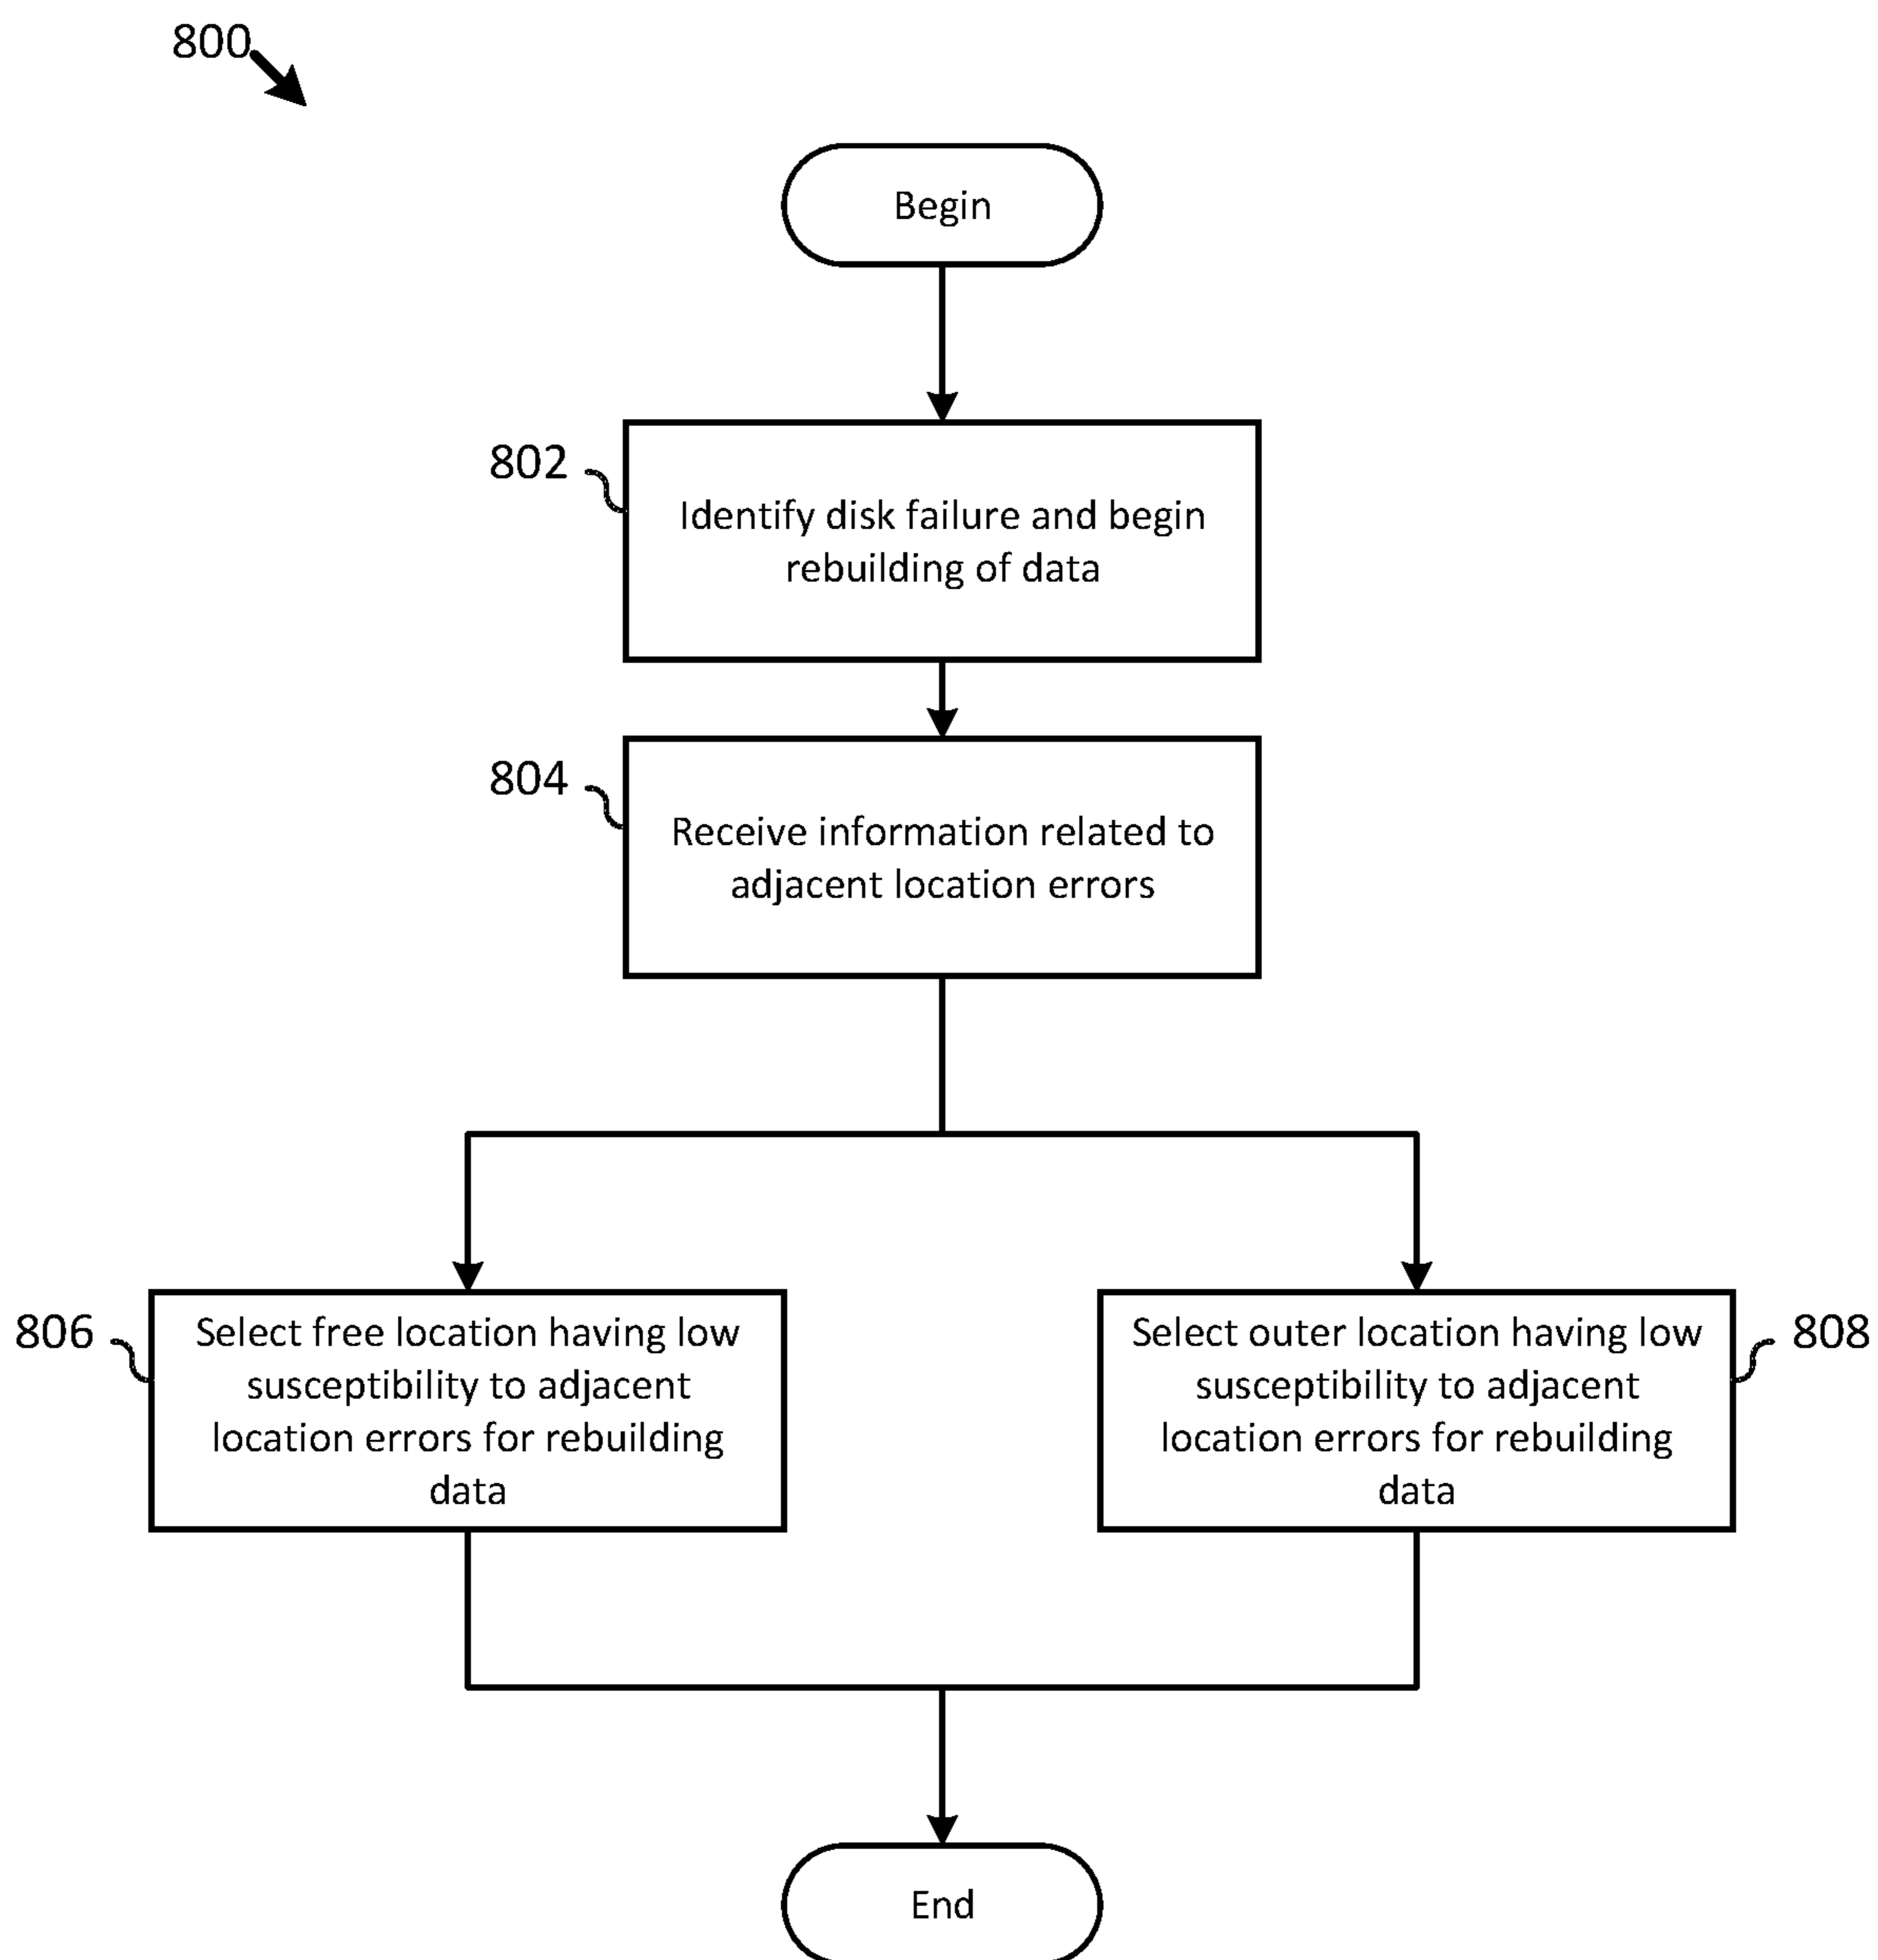 800
Begin
802
Identify disk failure and begin
rebuilding of data
804
Receive information related to
adjacent location errors
806
Select free location having low
susceptibility to adjacent
location errors for rebuilding
data
Select outer location having low
susceptibility to adjacent
location errors for rebuilding
data
808
End